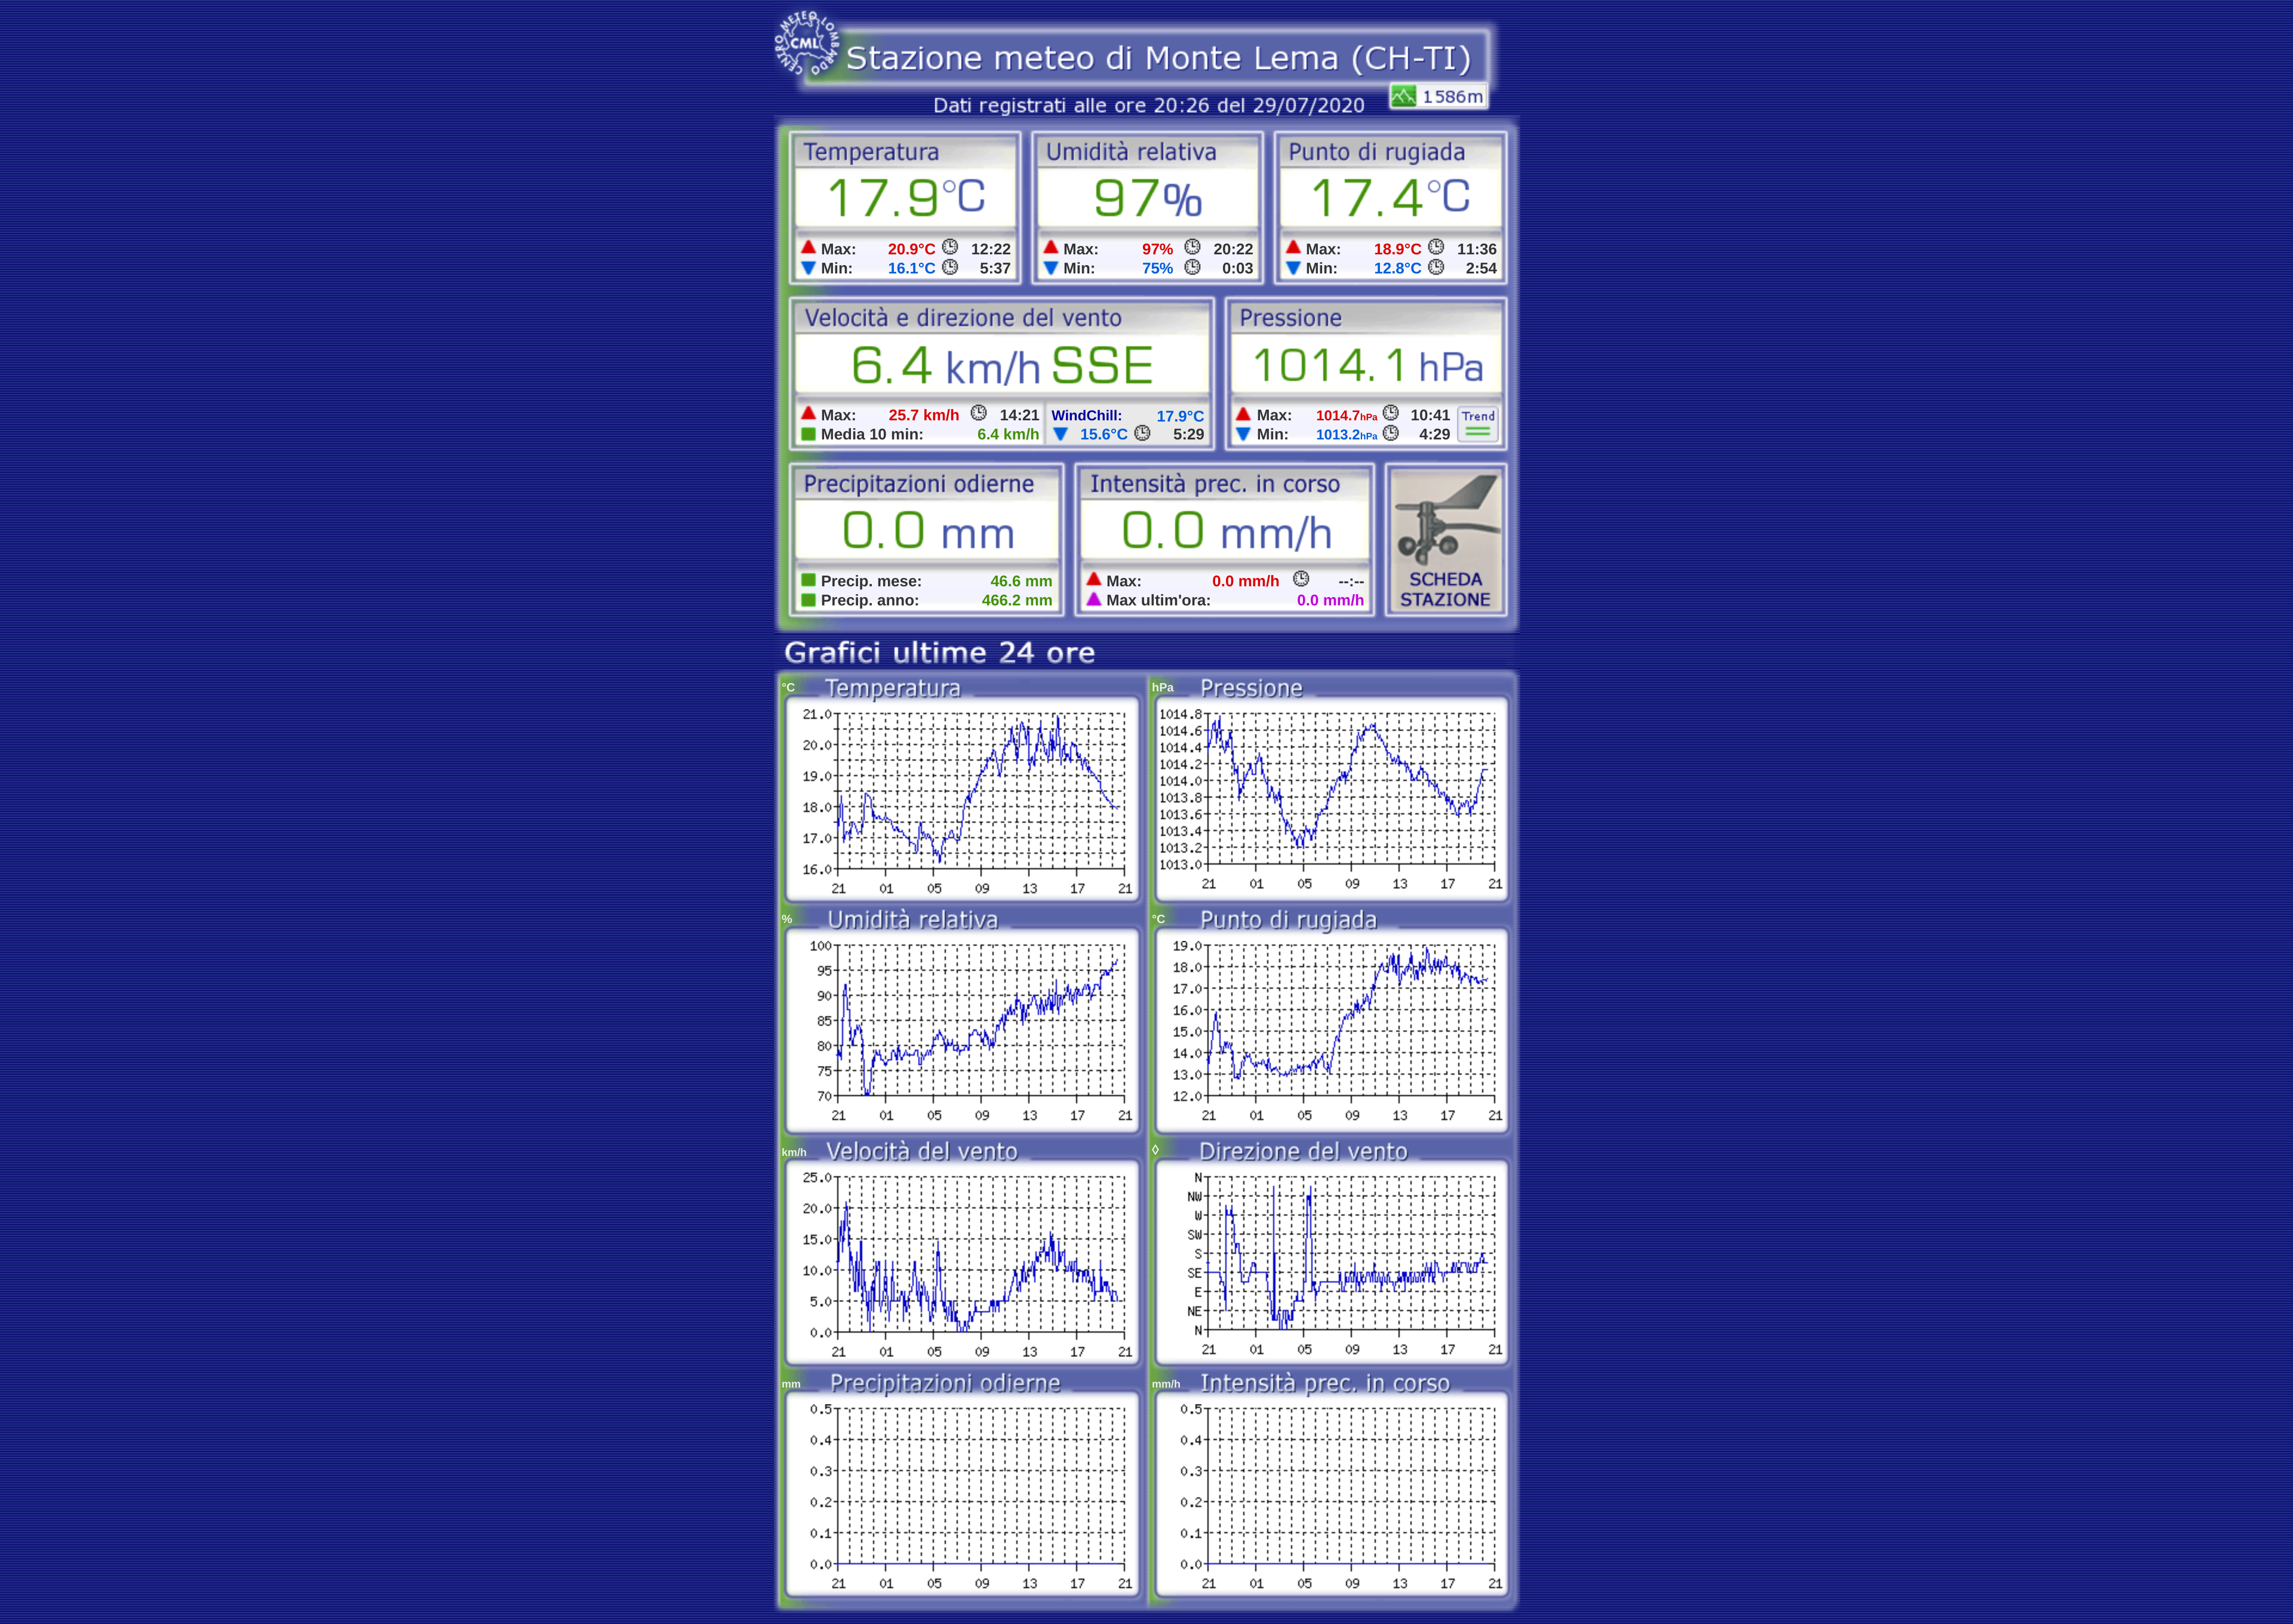 CENTRO METEO LOMBARDO
CML
Stazione meteo di Monte Lema (CH-TI)
1586m
Dati registrati alle ore 20:26 del 29/07/2020
Temperatura
17.9°C
Max: 20.9°C 12:22
Min: 16.1°C 5:37
Umidità relativa
97%
Max: 97% 20:22
Min: 75% 0:03
Punto di rugiada
17.4°C
Max: 18.9°C 11:36
Min: 12.8°C 2:54
Velocità e direzione del vento
6.4 km/h SSE
Max: 25.7 km/h 14:21
Media 10 min: 6.4 km/h
WindChill: 17.9°C
15.6°C 5:29
Pressione
1014.1 hPa
Max: 1014.7hPa 10:41
Min: 1013.2hPa 4:29
Trend
Precipitazioni odierne
0.0 mm
Precip. mese: 46.6 mm
Precip. anno: 466.2 mm
Intensità prec. in corso
0.0 mm/h
Max: 0.0 mm/h --:--
Max ultim'ora: 0.0 mm/h
SCHEDA
STAZIONE
Grafici ultime 24 ore
°C Temperatura
21.0
20.0
19.0
18.0
17.0
16.0
21 01 05 09 13 17 21
hPa Pressione
1014.8
1014.6
1014.4
1014.2
1014.0
1013.8
1013.6
1013.4
1013.2
1013.0
21 01 05 09 13 17 21
% Umidità relativa
100
95
90
85
80
75
70
21 01 05 09 13 17 21
°C Punto di rugiada
19.0
18.0
17.0
16.0
15.0
14.0
13.0
12.0
21 01 05 09 13 17 21
km/h Velocità del vento
25.0
20.0
15.0
10.0
5.0
0.0
21 01 05 09 13 17 21
◊ Direzione del vento
N
NW
W
SW
S
SE
E
NE
N
21 01 05 09 13 17 21
mm Precipitazioni odierne
0.5
0.4
0.3
0.2
0.1
0.0
21 01 05 09 13 17 21
mm/h Intensità prec. in corso
0.5
0.4
0.3
0.2
0.1
0.0
21 01 05 09 13 17 21